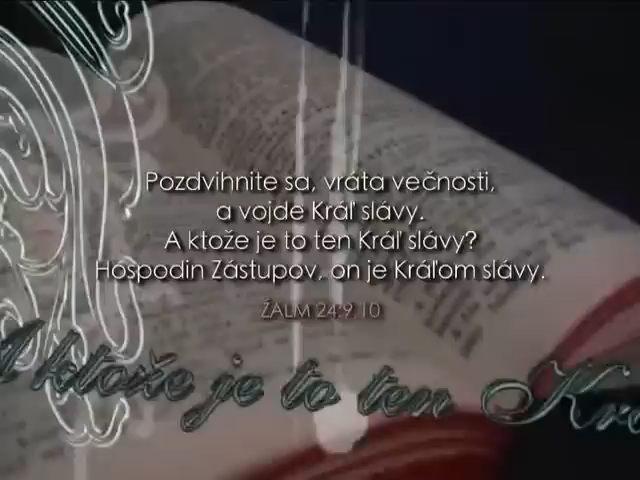 Pozdvihnite sa, vráta večnosti,
a vojde Kráľ slávy.
A ktože je to ten Kráľ slávy?
Hospodin Zástupov, on je Kráľom slávy.
ŽALM 24:9,10
A ktože je to ten Krá